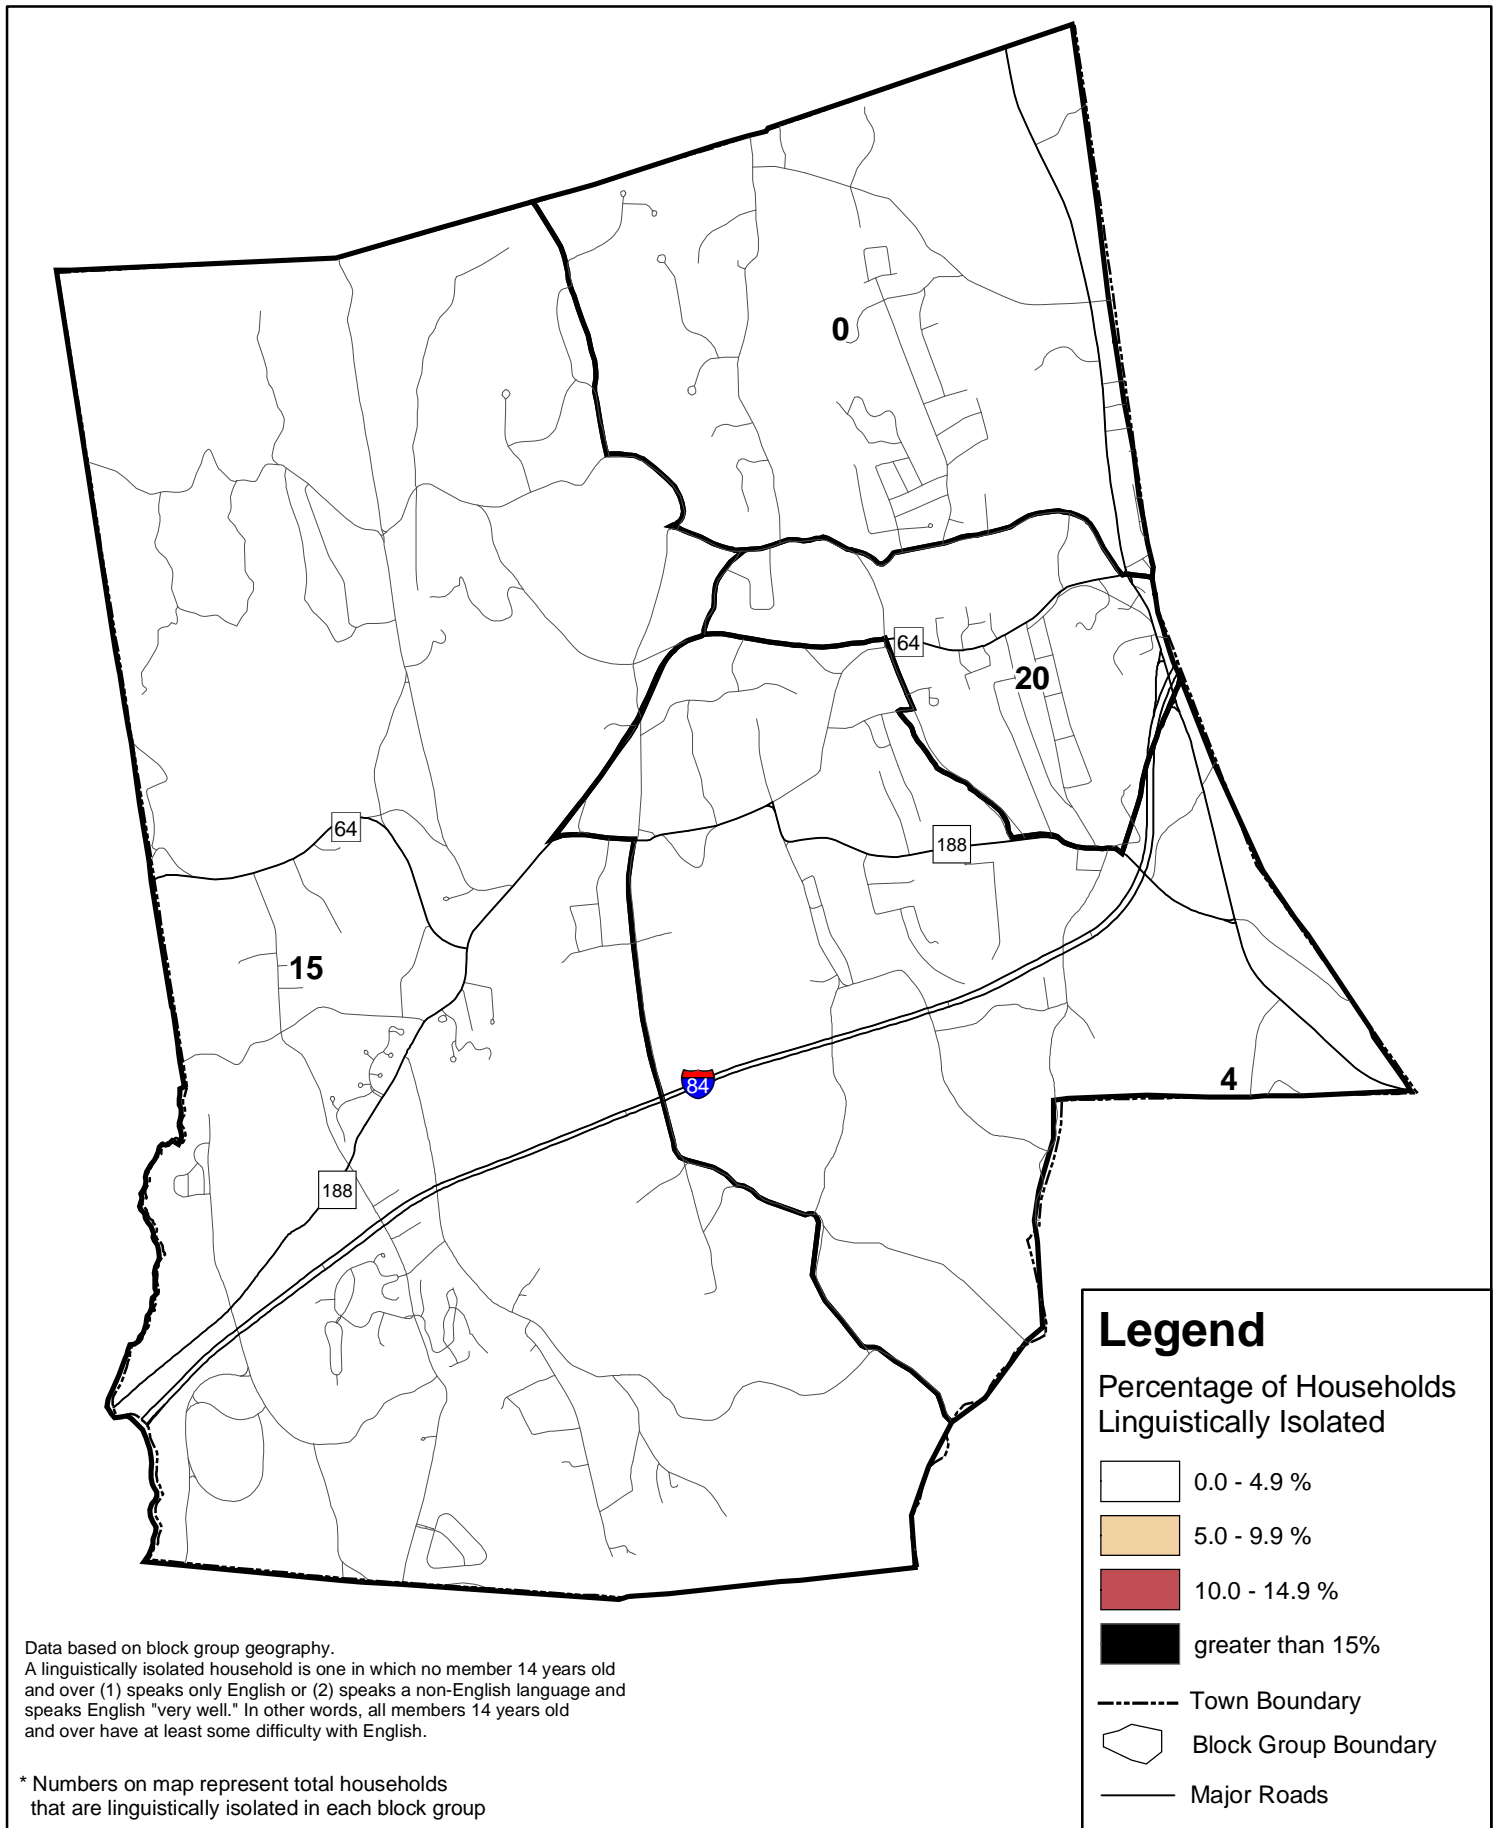 0
64
20
64
188
15
4
84
188
Legend
Percentage of Households
Linguistically Isolated
0.0 - 4.9 %
5.0 - 9.9 %
10.0 - 14.9 %
greater than 15%
Town Boundary
Block Group Boundary
Major Roads
Data based on block group geography.
A linguistically isolated household is one in which no member 14 years old
and over (1) speaks only English or (2) speaks a non-English language and
speaks English "very well." In other words, all members 14 years old
and over have at least some difficulty with English.
* Numbers on map represent total households
that are linguistically isolated in each block group